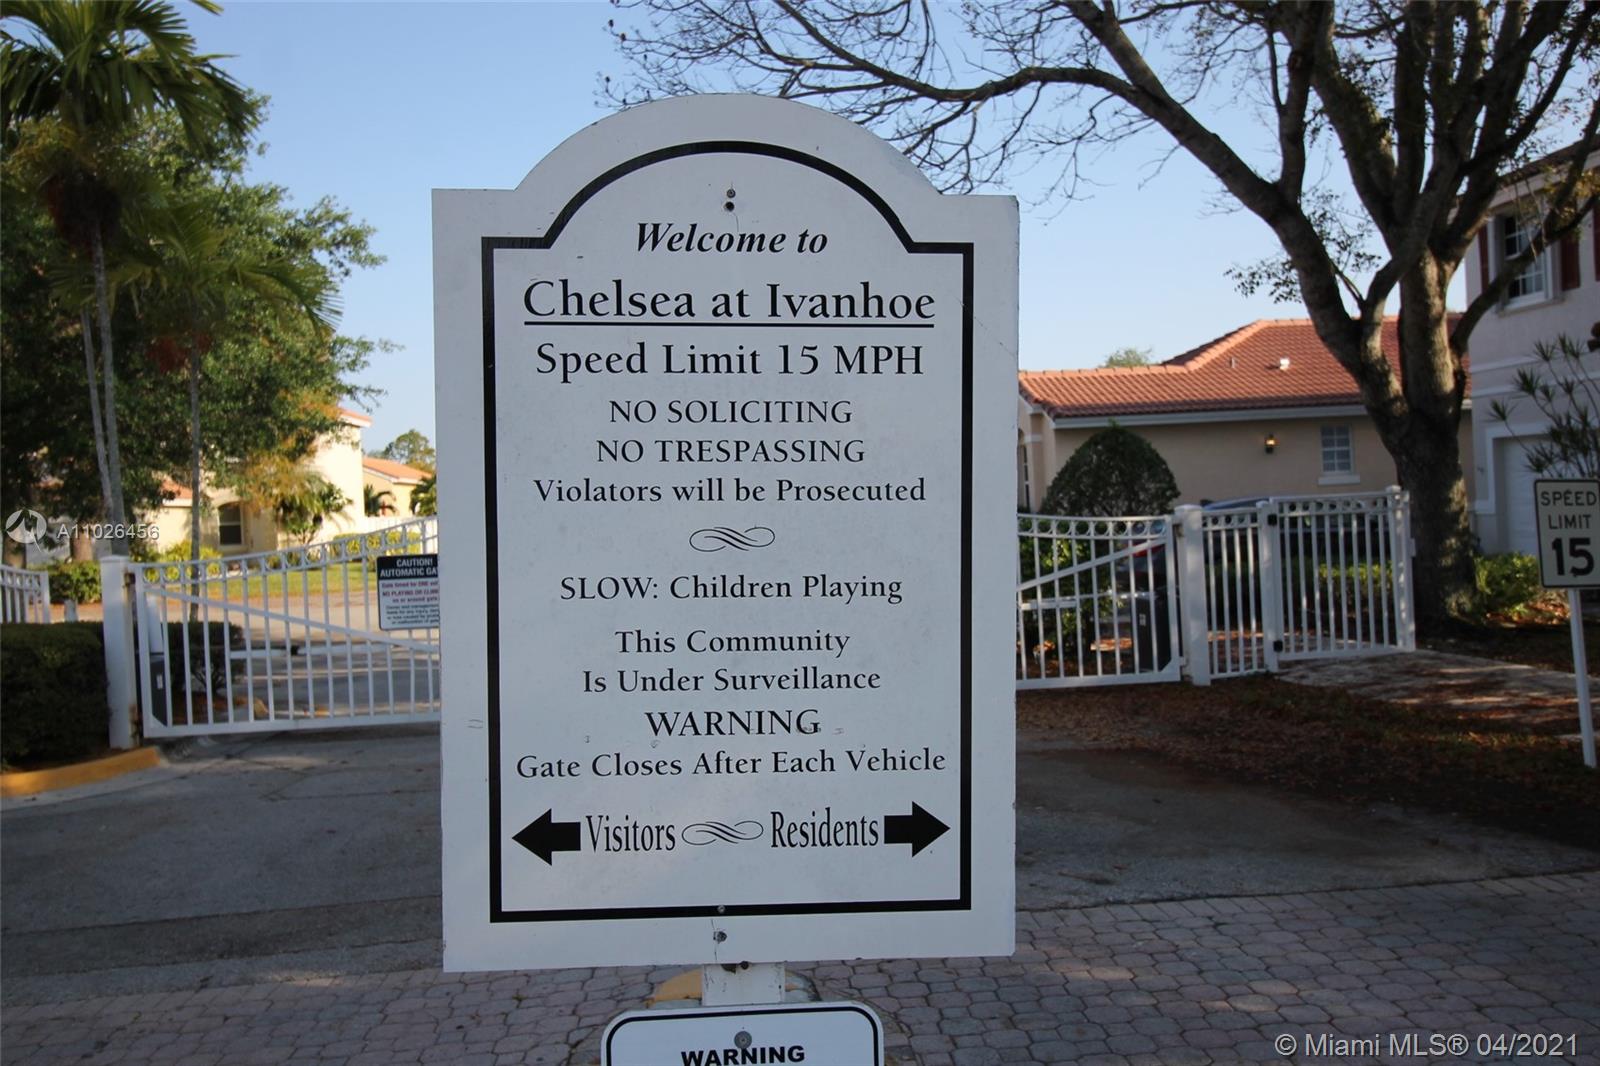 Welcome to
Chelsea at Ivanhoe
Speed Limit 15 MPH
NO SOLICITING
NO TRESPASSING
Violators will be Prosecuted
SLOW: Children Playing
This Community
Is Under Surveillance
WARNING
Gate Closes After Each Vehicle
Visitors Residents
WARNING
CAUTION!
AUTOMATIC GA
SPEED
LIMIT
15
A11026456
© Miami MLS® 04/2021